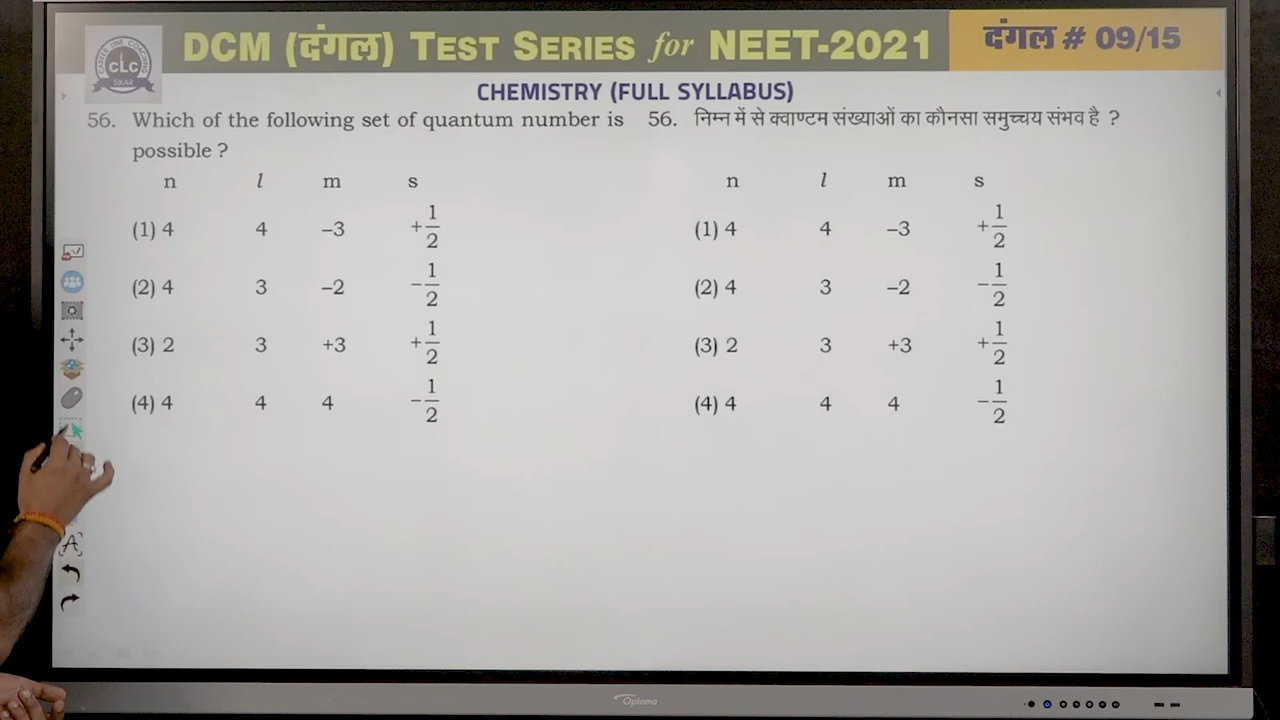 DCM (दंगल) TEST SERIES for NEET-2021
दंगल # 09/15
CLC
SIKAR
CHEMISTRY (FULL SYLLABUS)
56. Which of the following set of quantum number is
possible ?
n l m s
(1) 4 4 –3 +1/2
(2) 4 3 –2 –1/2
(3) 2 3 +3 +1/2
(4) 4 4 4 –1/2
56. निम्न में से क्वाण्टम संख्याओं का कौनसा समुच्चय संभव है ?
n l m s
(1) 4 4 –3 +1/2
(2) 4 3 –2 –1/2
(3) 2 3 +3 +1/2
(4) 4 4 4 –1/2
A
Optoma